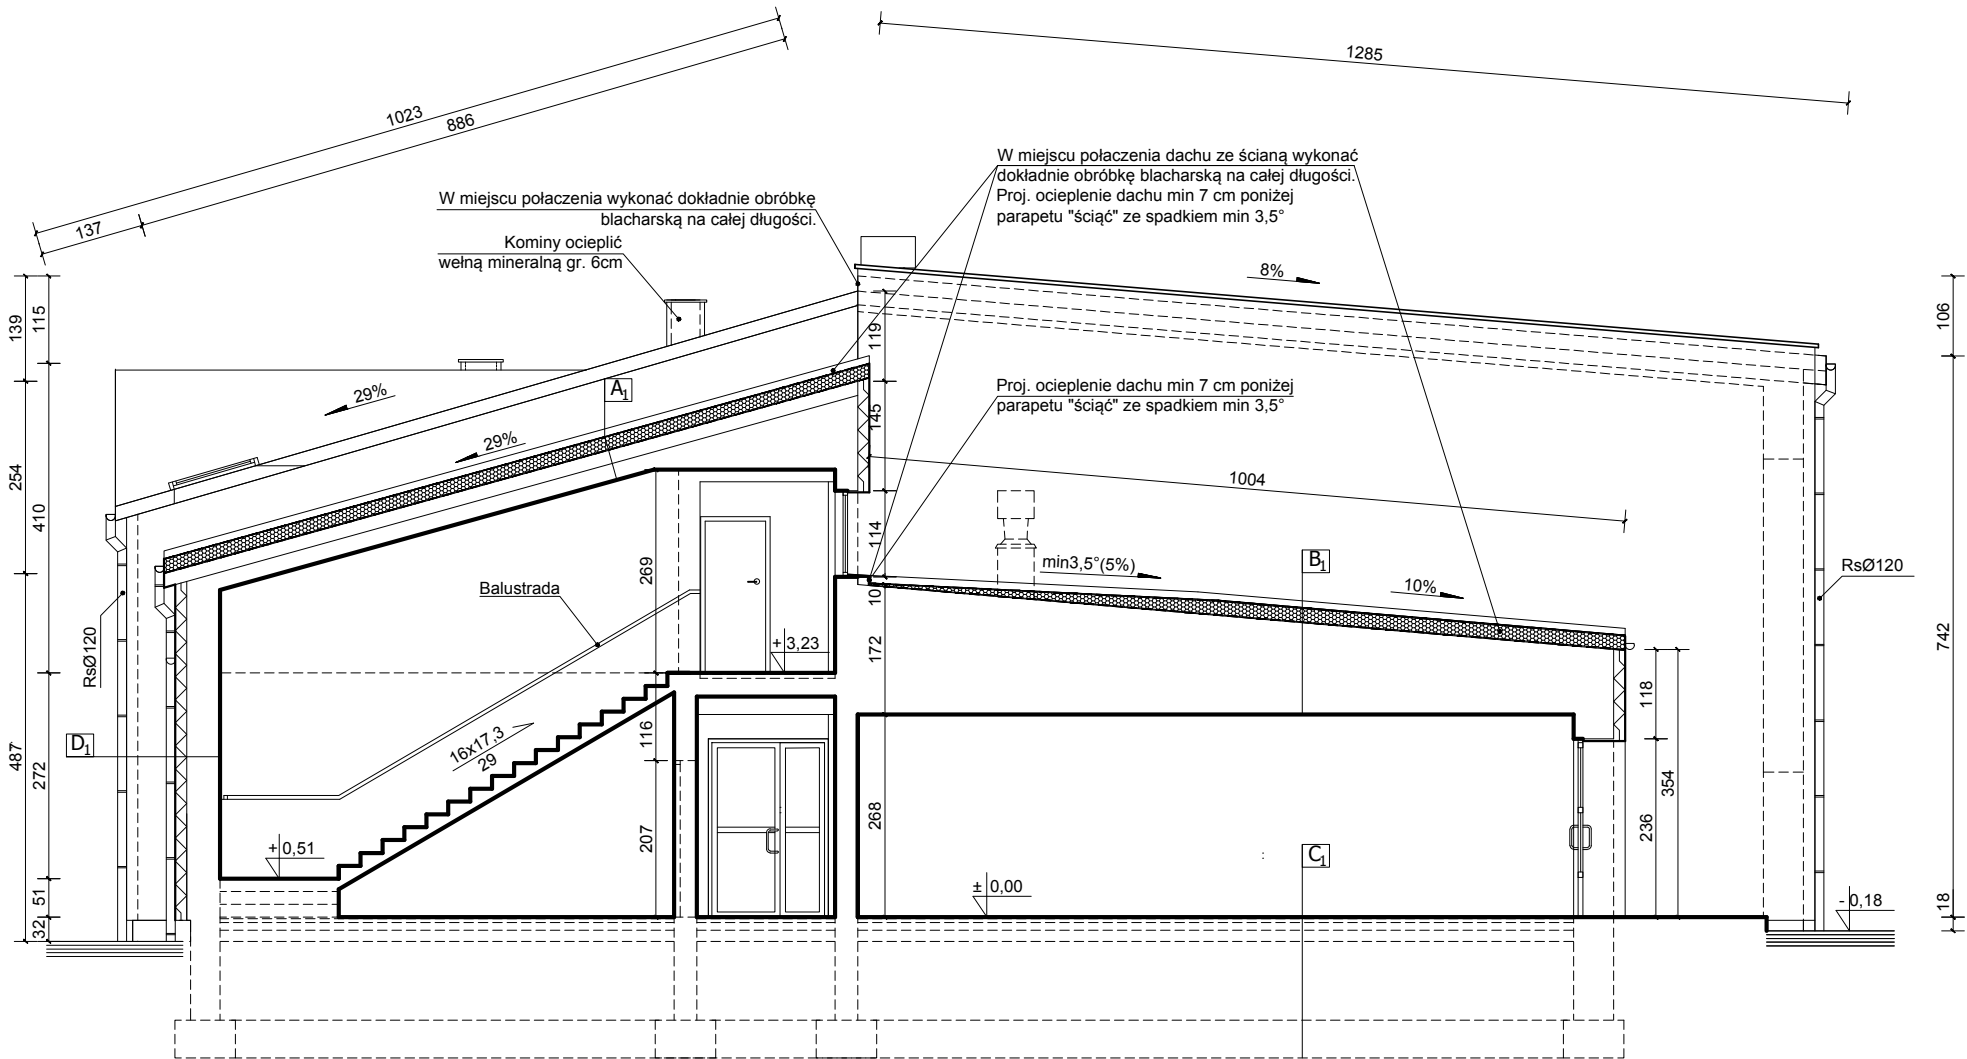 1023
886
137
1285
W miejscu połaczenia dachu ze ścianą wykonać
dokładnie obróbkę blacharską na całej długości.
Proj. ocieplenie dachu min 7 cm poniżej
parapetu "ściąć" ze spadkiem min 3,5°
W miejscu połaczenia wykonać dokładnie obróbkę
blacharską na całej długości.
Kominy ocieplić
wełną mineralną gr. 6cm
8%
139
115
119
106
Proj. ocieplenie dachu min 7 cm poniżej
parapetu "ściąć" ze spadkiem min 3,5°
29%
A1
145
29%
254
410
1004
114
269
min3,5°(5%)
B1
RsØ120
Balustrada
10
10%
RsØ120
+ 3,23
172
742
118
D1
16x17,3
29
116
487
272
354
268
236
207
+ 0,51
C1
± 0,00
51
32
- 0,18
18